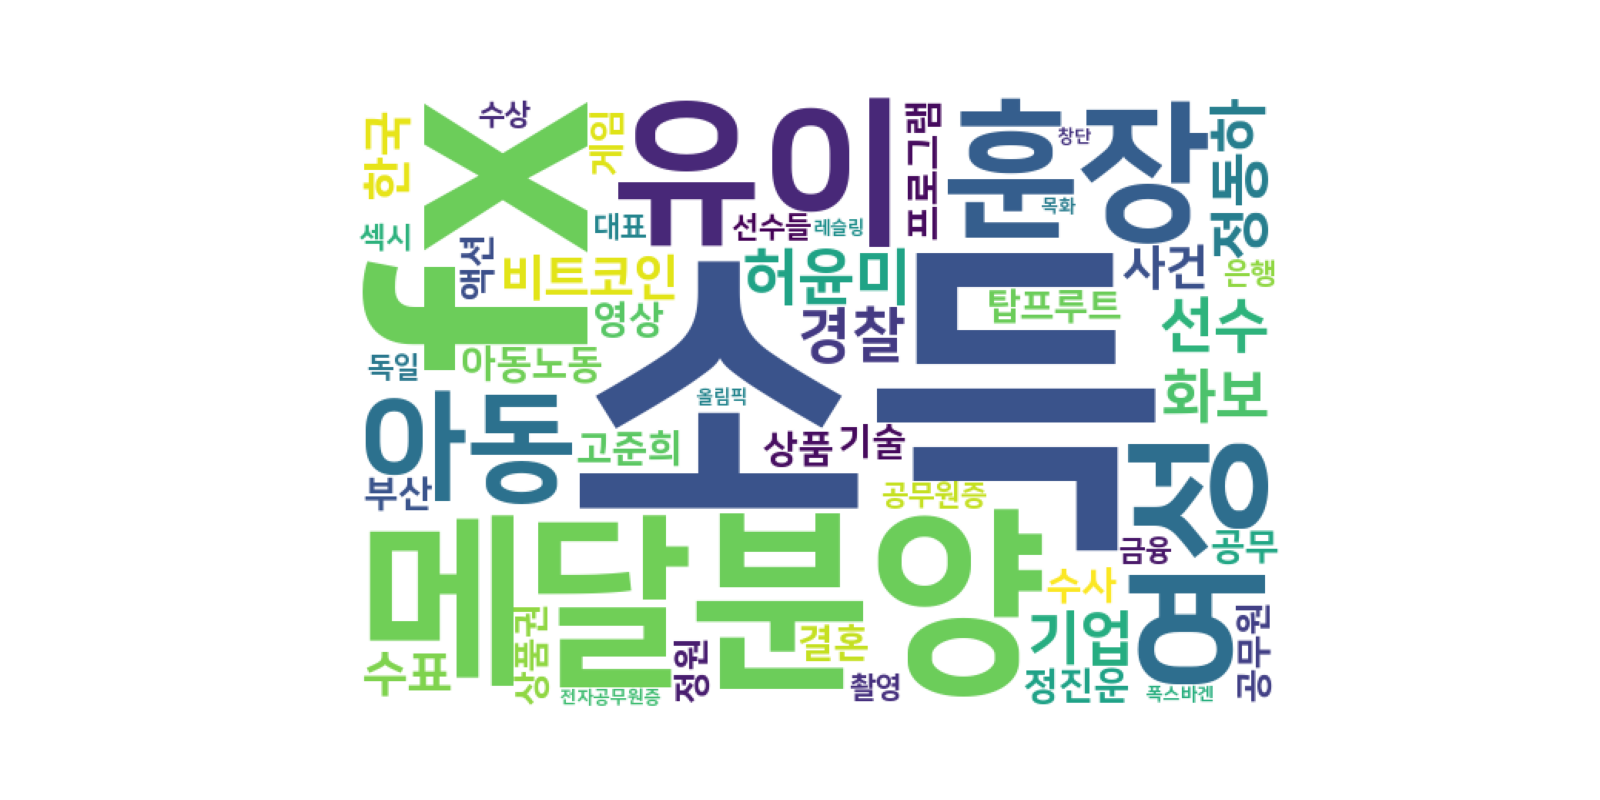 한국
수상
fX
게임
유이
프로그램
훈장
창단
정동하
섹시
액션
대표
선수들
레슬링
목화
비트코인
허윤미
사건
은행
영상
경찰
탑프루트
선수
독일
아동노동
소득
올림픽
화보
아동
고준희
상품
기술
여성
부산
공무원증
메달
분양
금융
공무
수사
수표
상품권
정원
결혼
기업
공무원
전자공무원증
촬영
정진운
폭스바겐